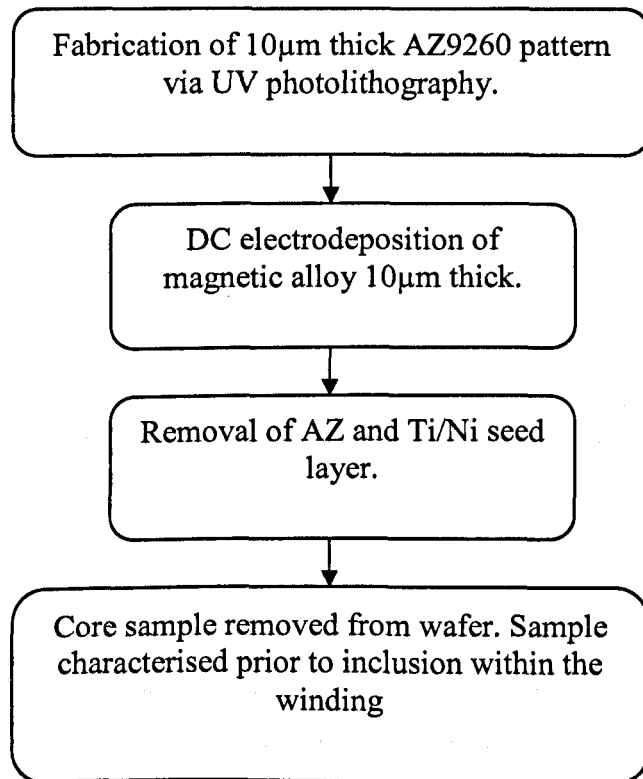 Fabrication of 10µm thick AZ9260 pattern
via UV photolithography.
DC electrodeposition of
magnetic alloy 10µm thick.
Removal of AZ and Ti/Ni seed
layer.
Core sample removed from wafer. Sample
characterised prior to inclusion within the
winding